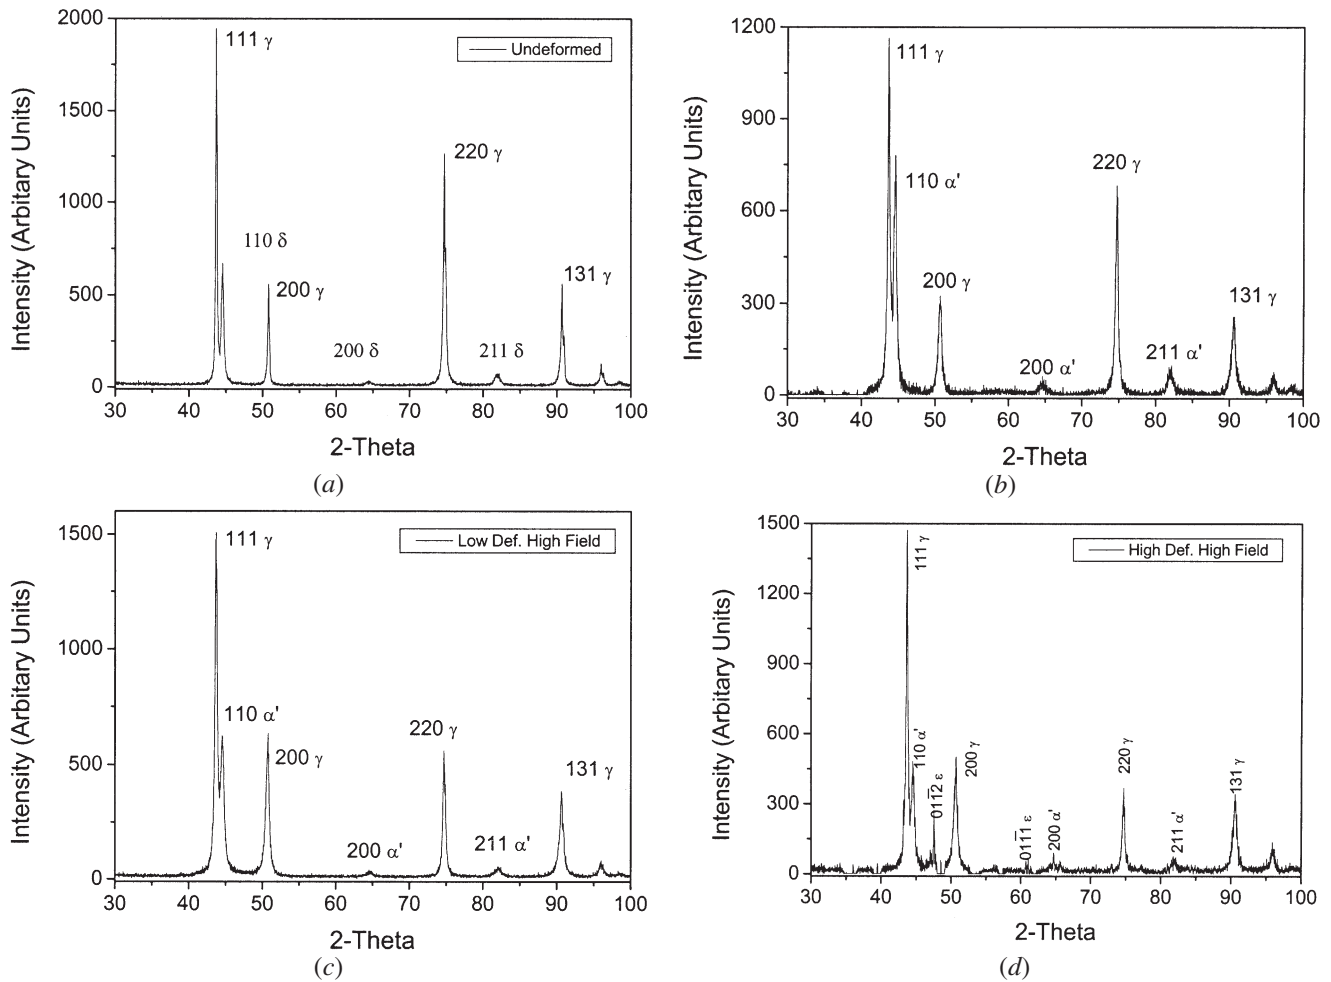 2000
1500
1000
500
0
Intensity (Arbitary Units)
111 γ
110 δ
200 γ
200 δ
220 γ
211 δ
131 γ
Undeformed
30 40 50 60 70 80 90 100
2-Theta
(a)
1200
900
600
300
0
Intensity (Arbitary Units)
111 γ
110 α'
200 γ
200 α'
220 γ
211 α'
131 γ
30 40 50 60 70 80 90 100
2-Theta
(b)
1500
1000
500
0
Intensity (Arbitary Units)
111 γ
110 α'
200 γ
200 α'
220 γ
211 α'
131 γ
Low Def. High Field
30 40 50 60 70 80 90 100
2-Theta
(c)
1500
1200
900
600
300
0
Intensity (Arbitary Units)
111 γ
110 α'
01̅1̅2 ε
200 γ
01̅1̅1 ε
200 α'
220 γ
211 α'
131 γ
High Def. High Field
30 40 50 60 70 80 90 100
2-Theta
(d)